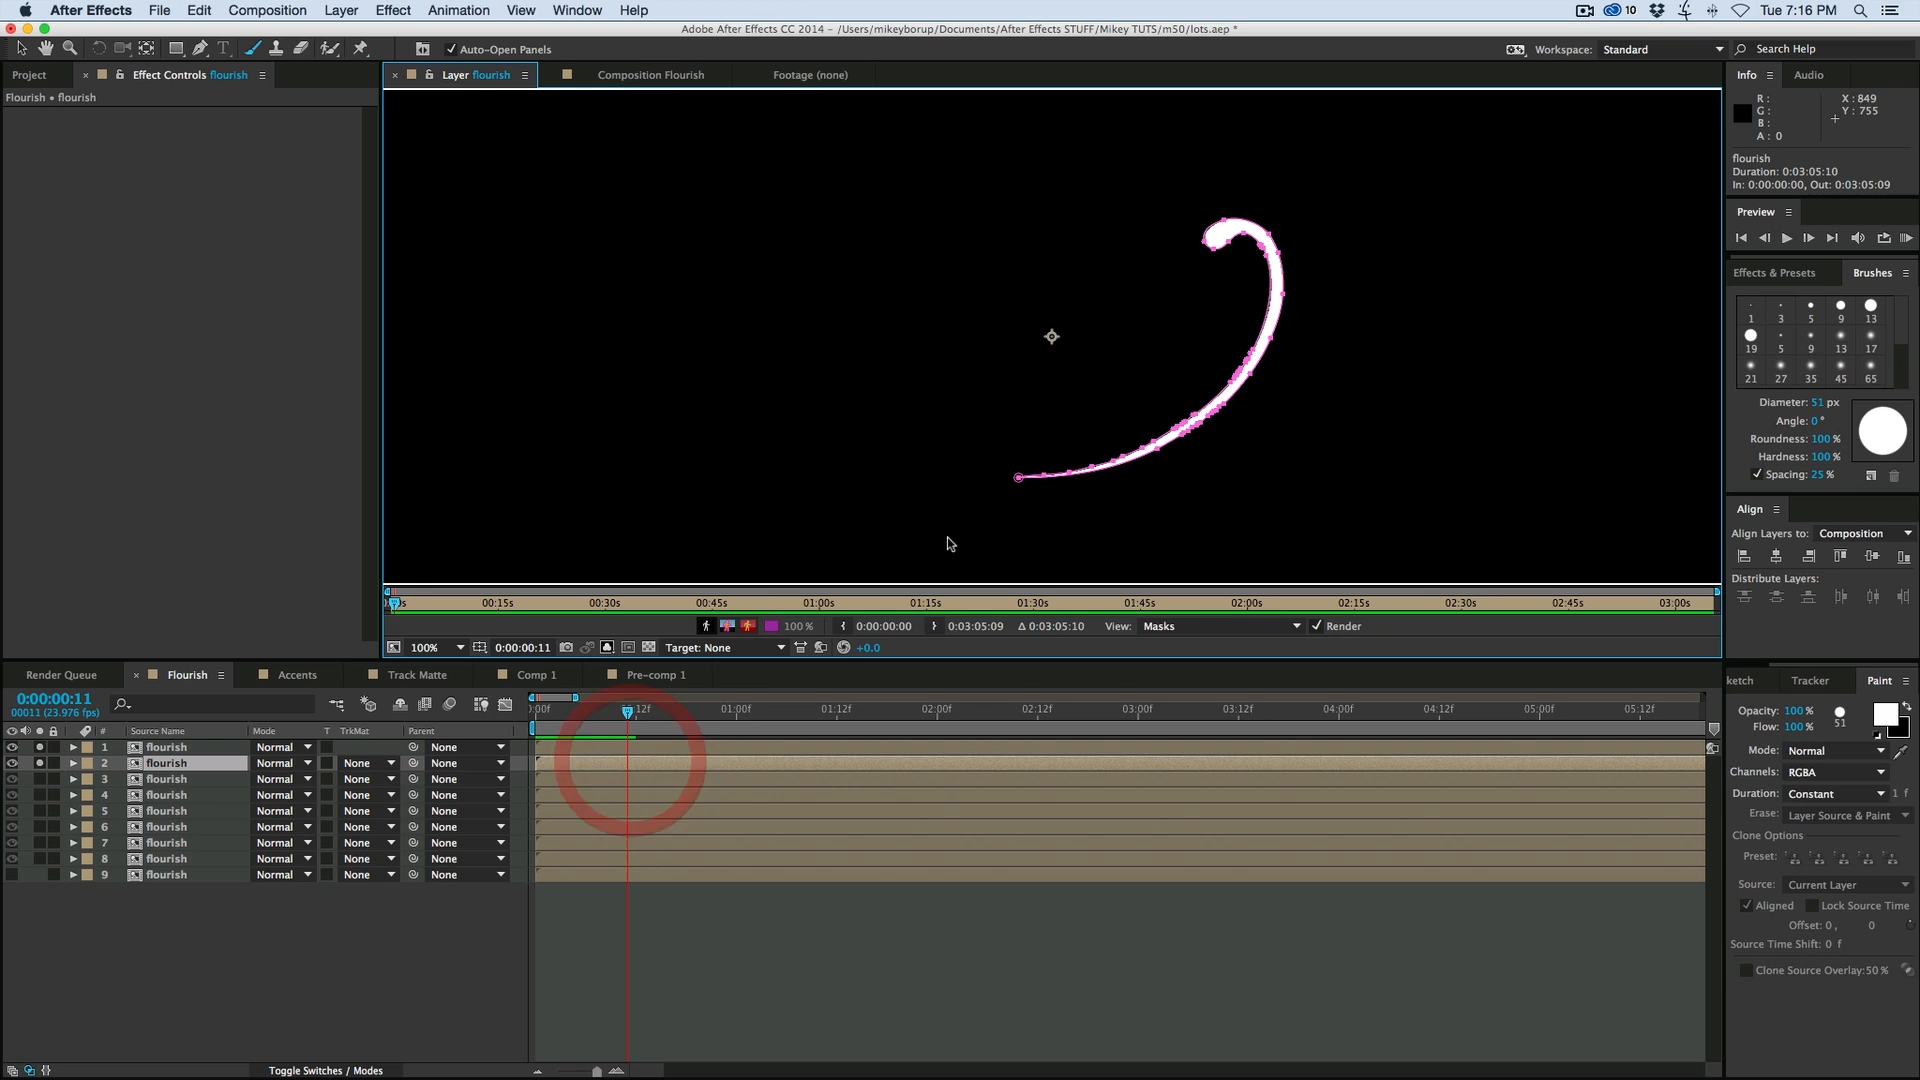 After Effects File Edit Composition Layer Effect Animation View Window Help 10 Tue 7:16 PM
Adobe After Effects CC 2014 - /Users/mikeyborup/Documents/After Effects STUFF/Mikey TUTS/m50/lots.aep *
T Auto-Open Panels Workspace: Standard Search Help
Project Effect Controls flourish Layer flourish Composition Flourish Footage (none) Info Audio
Flourish • flourish
R : X : 849
G : Y : 755
B :
A : 0
flourish
Duration: 0:03:05:10
In: 0:00:00:00, Out: 0:03:05:09
Preview
Effects & Presets Brushes
1 3 5 9 13
19 5 9 13 17
21 27 35 45 65
Diameter: 51 px
Angle: 0 °
Roundness: 100 %
Hardness: 100 %
Spacing: 25 %
Align
Align Layers to: Composition
Distribute Layers:
00:15s 00:30s 00:45s 01:00s 01:15s 01:30s 01:45s 02:00s 02:15s 02:30s 02:45s 03:00s
100 % 0:00:00:00 0:03:05:09 Δ 0:03:05:10 View: Masks Render
100% 0:00:00:11 Target: None +0.0
Render Queue Flourish Accents Track Matte Comp 1 Pre-comp 1
ketch Tracker Paint
0:00:00:11
00011 (23.976 fps)
:00f 12f 01:00f 01:12f 02:00f 02:12f 03:00f 03:12f 04:00f 04:12f 05:00f 05:12f
# Source Name Mode T TrkMat Parent
1 flourish Normal None
2 flourish Normal None None
3 flourish Normal None None
4 flourish Normal None None
5 flourish Normal None None
6 flourish Normal None None
7 flourish Normal None None
8 flourish Normal None None
9 flourish Normal None None
Opacity: 100 %
Flow: 100 %
51
Mode: Normal
Channels: RGBA
Duration: Constant 1 f
Erase: Layer Source & Paint
Clone Options
Preset:
Source: Current Layer
Aligned Lock Source Time
Offset: 0 , 0
Source Time Shift: 0 f
Clone Source Overlay: 50 %
Toggle Switches / Modes